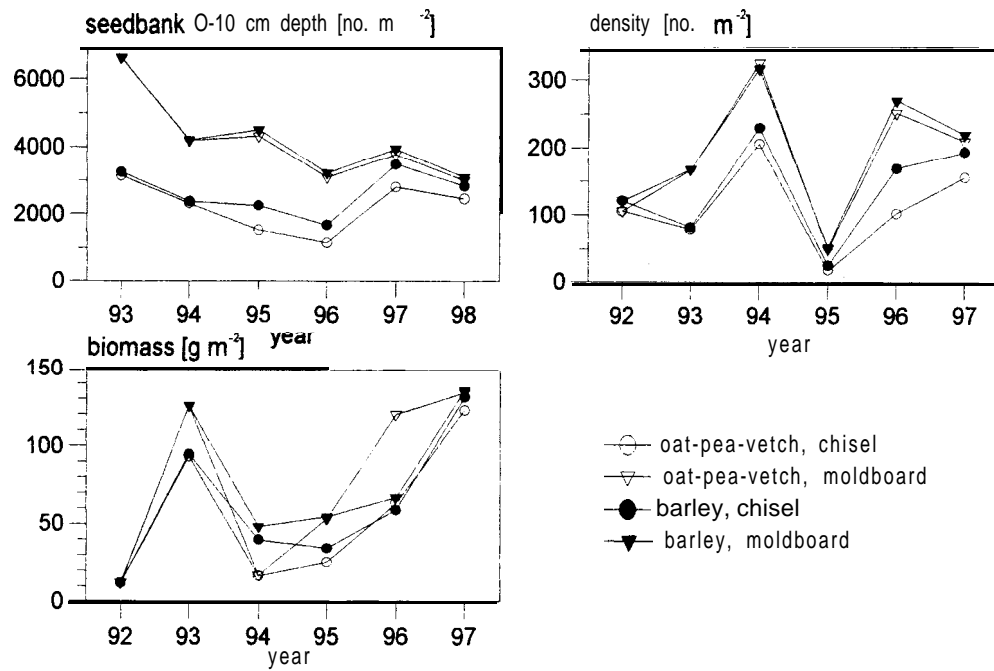 seedbank O-10 cm depth [no. m -2]
6000
4000
2000
0
93 94 95 96 97 98
year
density [no. m-2]
300
200
100
0
92 93 94 95 96 97
year
biomass [g m-2]
150
100
50
0
92 93 94 95 96 97
year
oat-pea-vetch, chisel
oat-pea-vetch, moldboard
barley, chisel
barley, moldboard